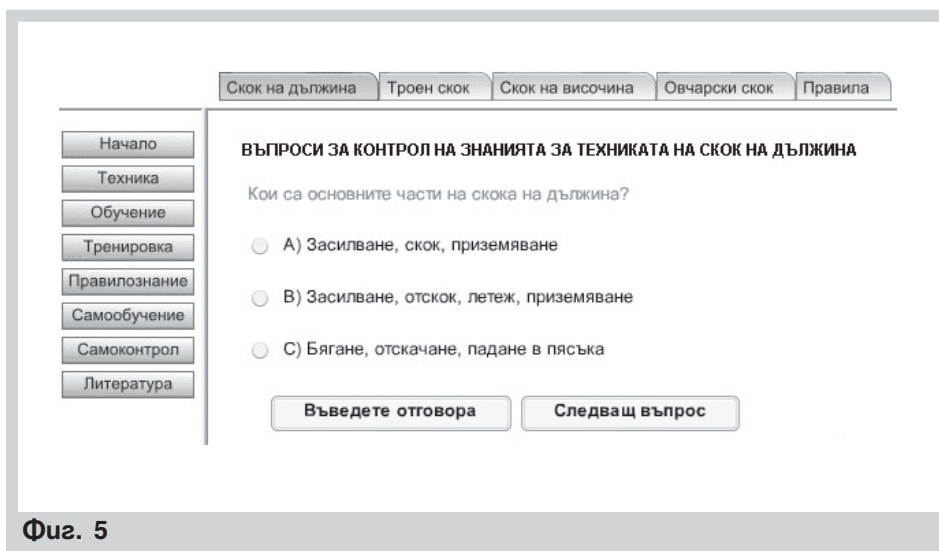 Скок на дължина
Троен скок
Скок на височина
Овчарски скок
Правила
Начало
Техника
Обучение
Тренировка
Правилознание
Самообучение
Самоконтрол
Литература
ВЪПРОСИ ЗА КОНТРОЛ НА ЗНАНИЯТА ЗА ТЕХНИКАТА НА СКОК НА ДЪЛЖИНА
Кои са основните части на скока на дължина?
A) Засилване, скок, приземяване
B) Засилване, отскок, летеж, приземяване
C) Бягане, отскачане, падане в пясъка
Въведете отговора
Следващ въпрос
Фиг. 5